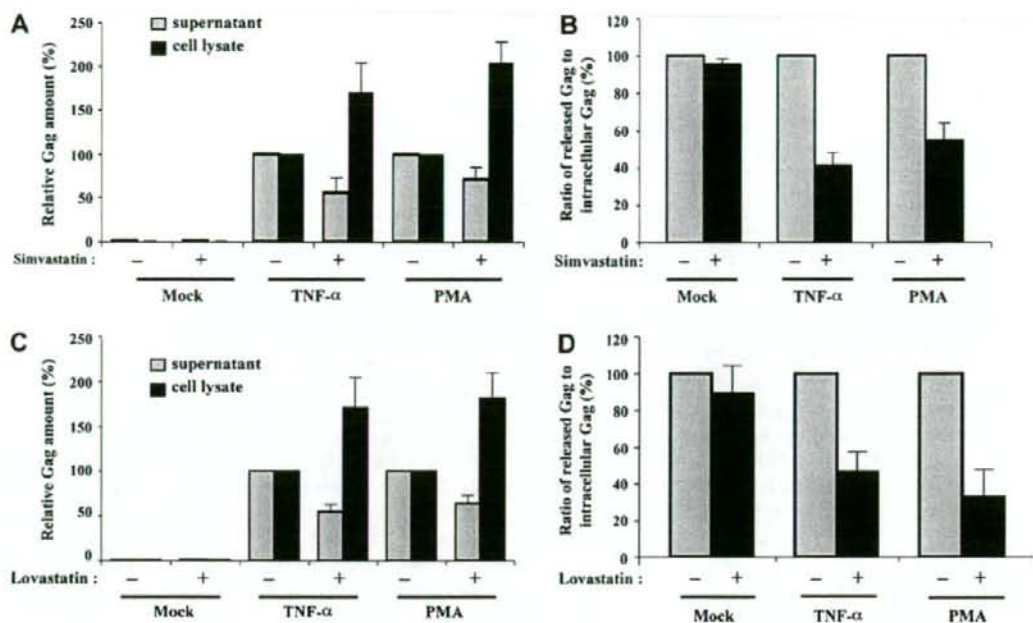 A
Relative Gag amount (%)
supernatant
cell lysate
250
200
150
100
50
0
Simvastatin : − + − + − +
Mock TNF-α PMA
B
Ratio of released Gag to
intracellular Gag (%)
120
100
80
60
40
20
0
Simvastatin : − + − + − +
Mock TNF-α PMA
C
Relative Gag amount (%)
supernatant
cell lysate
250
200
150
100
50
0
Lovastatin : − + − + − +
Mock TNF-α PMA
D
Ratio of released Gag to
intracellular Gag (%)
120
100
80
60
40
20
0
Lovastatin : − + − + − +
Mock TNF-α PMA